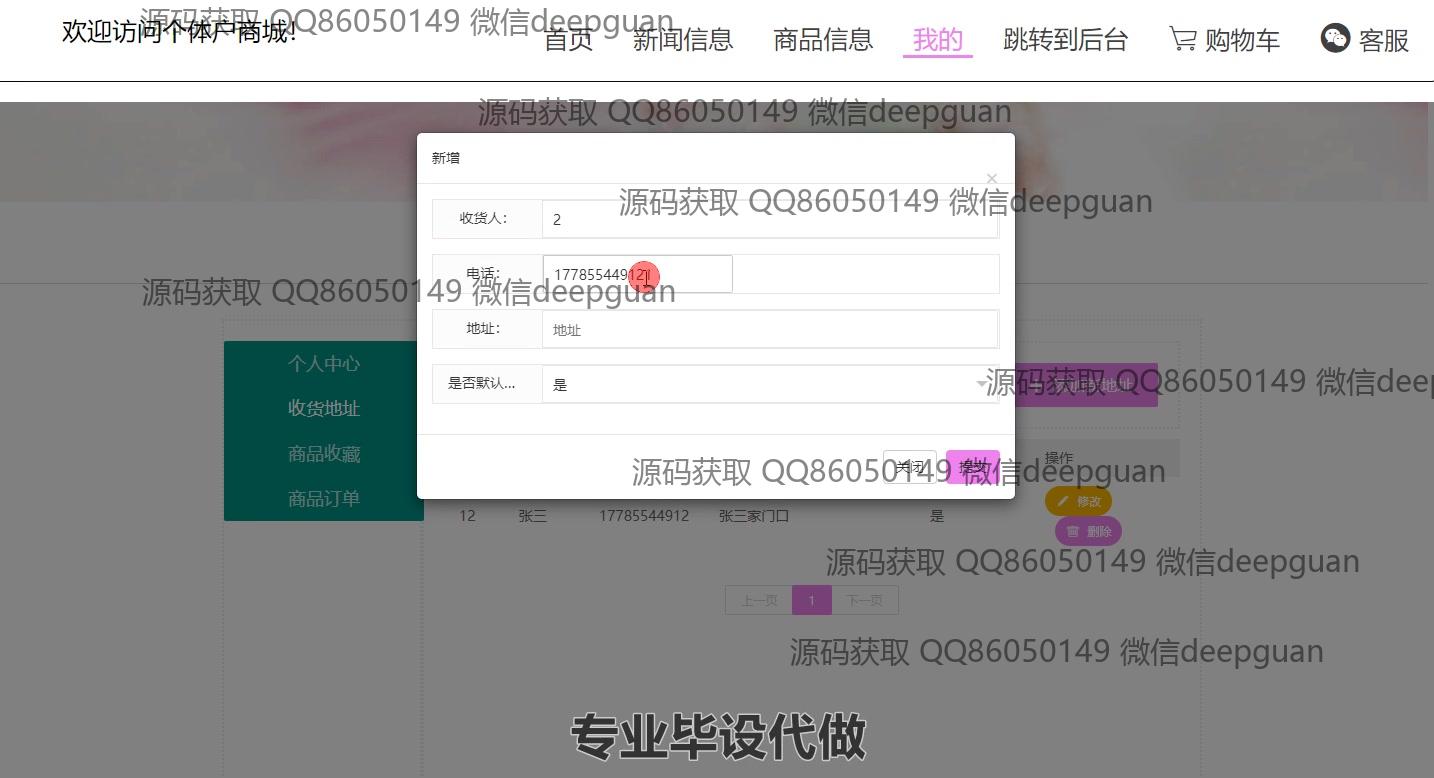 欢迎访问个体户商城!
首页 新闻信息 商品信息 我的 跳转到后台 购物车 客服
源码获取 QQ86050149 微信deepguan
源码获取 QQ86050149 微信deepguan
新增
×
源码获取 QQ86050149 微信deepguan
收货人: 2
电话:
源码获取 QQ86050149 微信deepguan
地址: 地址
个人中心
收货地址
商品收藏
商品订单
是否默认... 是
源码获取 QQ86050149 微信deep
关闭 提交
操作
源码获取 QQ86050149 微信deepguan
12 张三 17785544912 张三家门口 是 修改
删除
源码获取 QQ86050149 微信deepguan
上一页 1 下一页
源码获取 QQ86050149 微信deepguan
专业毕设代做